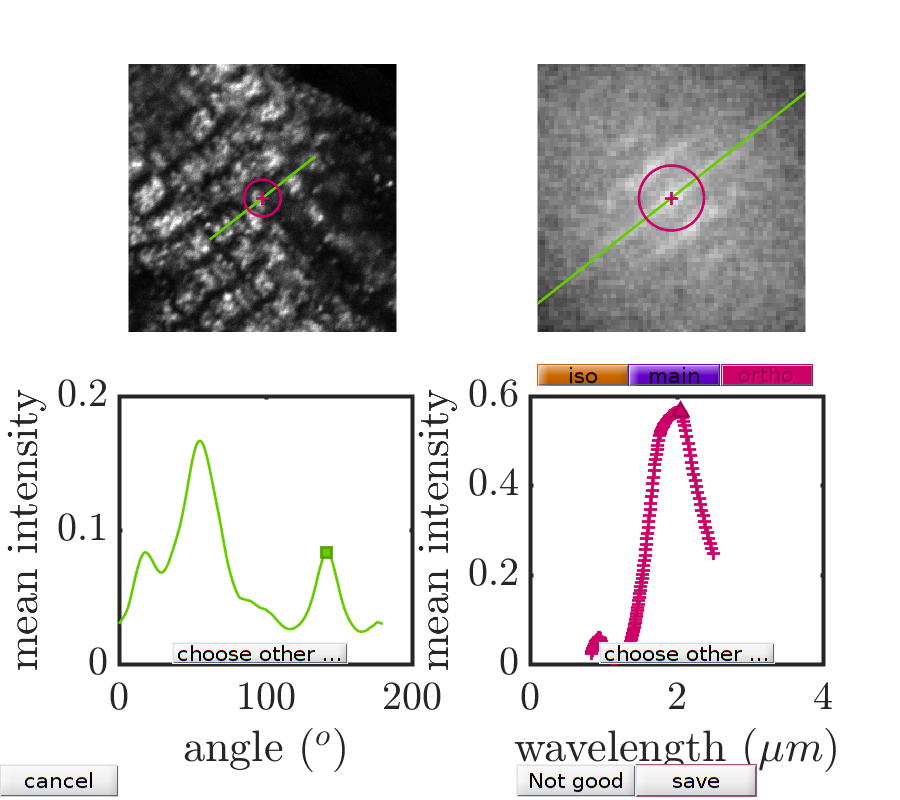 iso main ortho
0.2
0.1
0
mean intensity
0 100 200
angle (o)
choose other ...
0.6
0.4
0.2
0
mean intensity
0 2 4
wavelength (μm)
choose other ...
cancel Not good save